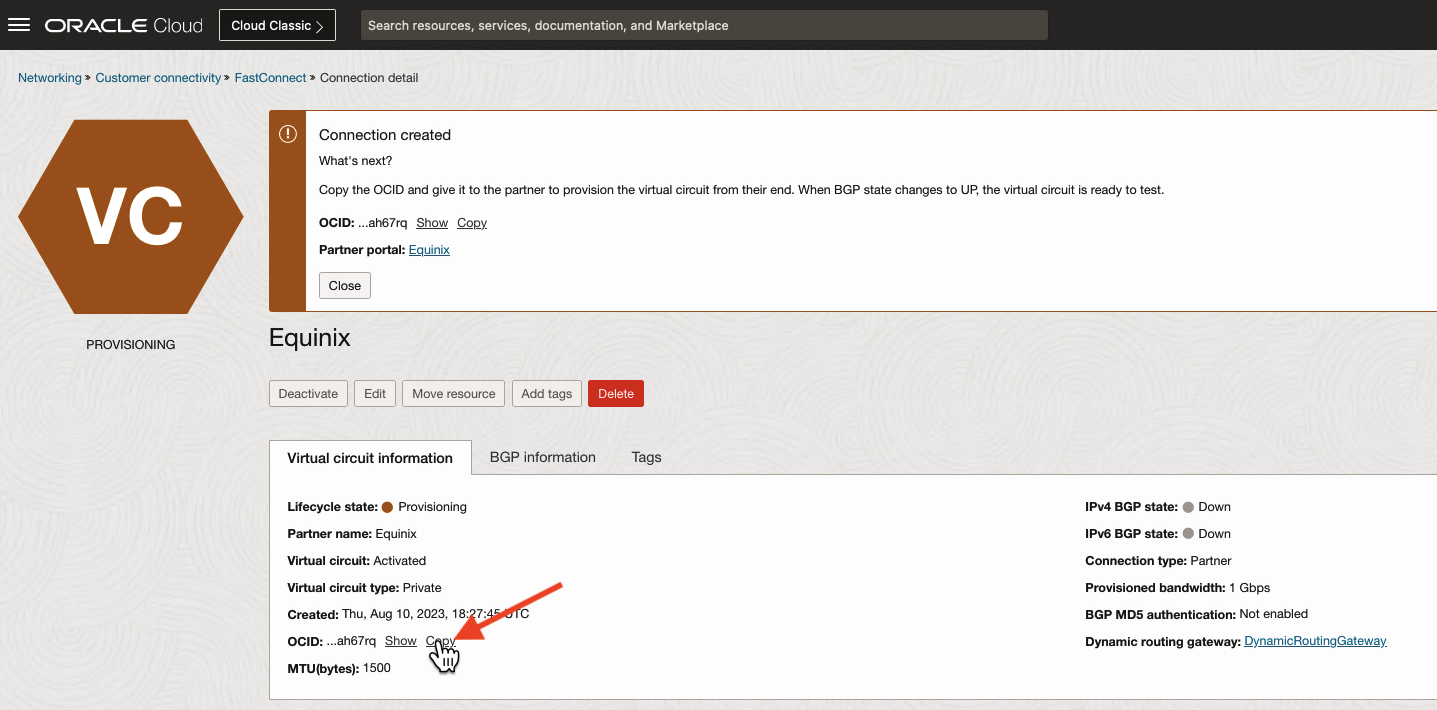 ORACLE Cloud Cloud Classic > Search resources, services, documentation, and Marketplace
Networking » Customer connectivity » FastConnect » Connection detail
VC
PROVISIONING
Connection created
What's next?
Copy the OCID and give it to the partner to provision the virtual circuit from their end. When BGP state changes to UP, the virtual circuit is ready to test.
OCID: ...ah67rq Show Copy
Partner portal: Equinix
Close
Equinix
Deactivate Edit Move resource Add tags Delete
Virtual circuit information BGP information Tags
Lifecycle state: Provisioning
Partner name: Equinix
Virtual circuit: Activated
Virtual circuit type: Private
Created: Thu, Aug 10, 2023, 18:27:45 UTC
OCID: ...ah67rq Show Copy
MTU(bytes): 1500
IPv4 BGP state: Down
IPv6 BGP state: Down
Connection type: Partner
Provisioned bandwidth: 1 Gbps
BGP MD5 authentication: Not enabled
Dynamic routing gateway: DynamicRoutingGateway